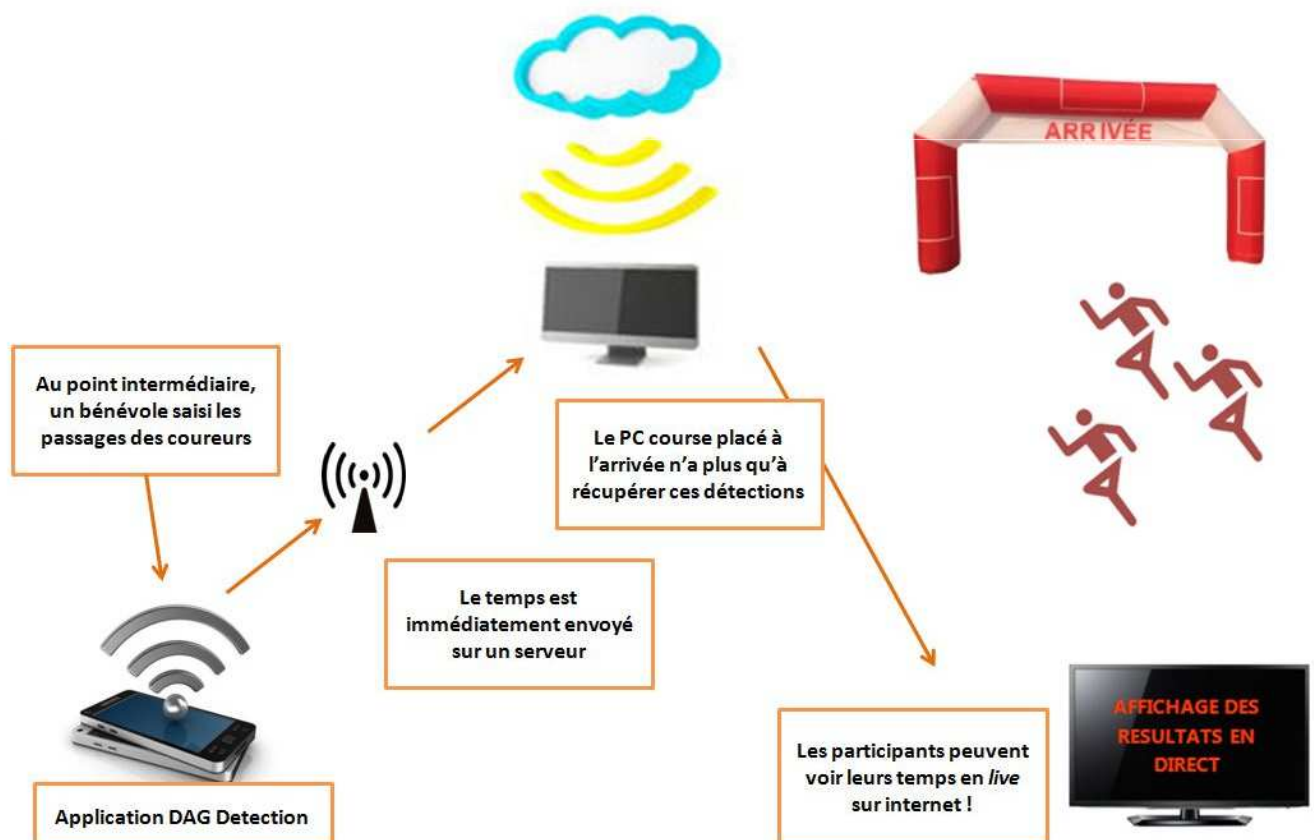 ARRIVÉE
Au point intermédiaire,
un bénévole saisi les
passages des coureurs
Le PC course placé à
l'arrivée n'a plus qu'à
récupérer ces détections
Le temps est
immédiatement envoyé
sur un serveur
Application DAG Detection
Les participants peuvent
voir leurs temps en live
sur internet !
AFFICHAGE DES
RESULTATS EN
DIRECT